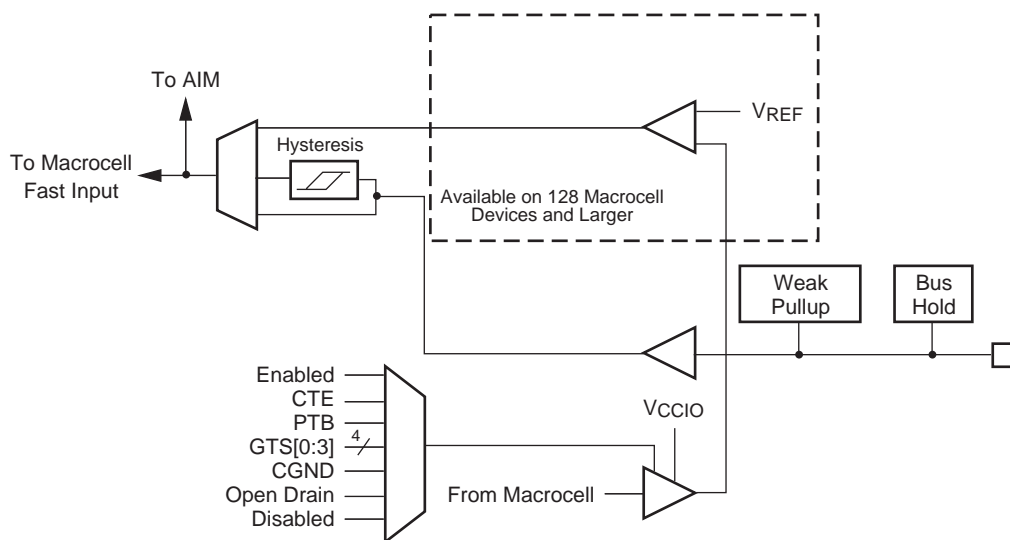 To AIM
VREF
Hysteresis
To Macrocell
Fast Input
Available on 128 Macrocell
Devices and Larger
Weak
Pullup
Bus
Hold
Enabled
CTE
PTB
GTS[0:3]
4
CGND
Open Drain
Disabled
VCCIO
From Macrocell